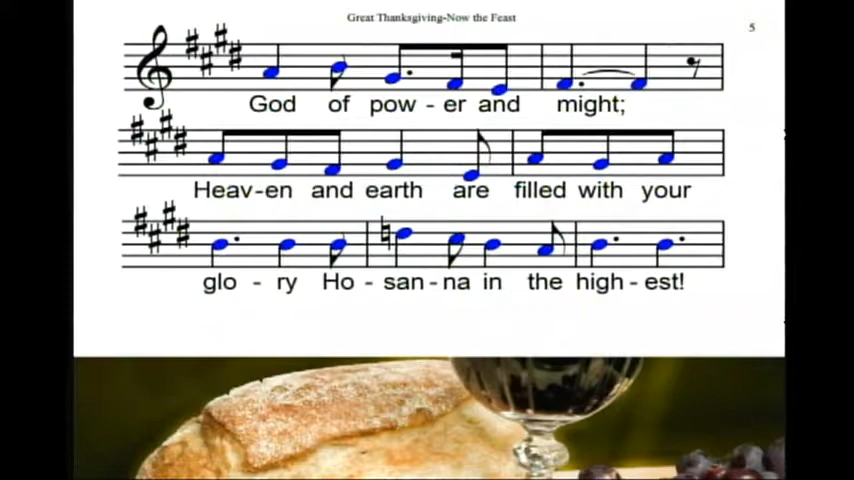 Great Thanksgiving-Now the Feast
5
God of pow - er and might;
Heav-en and earth are filled with your
glo - ry Ho - san - na in the high - est!